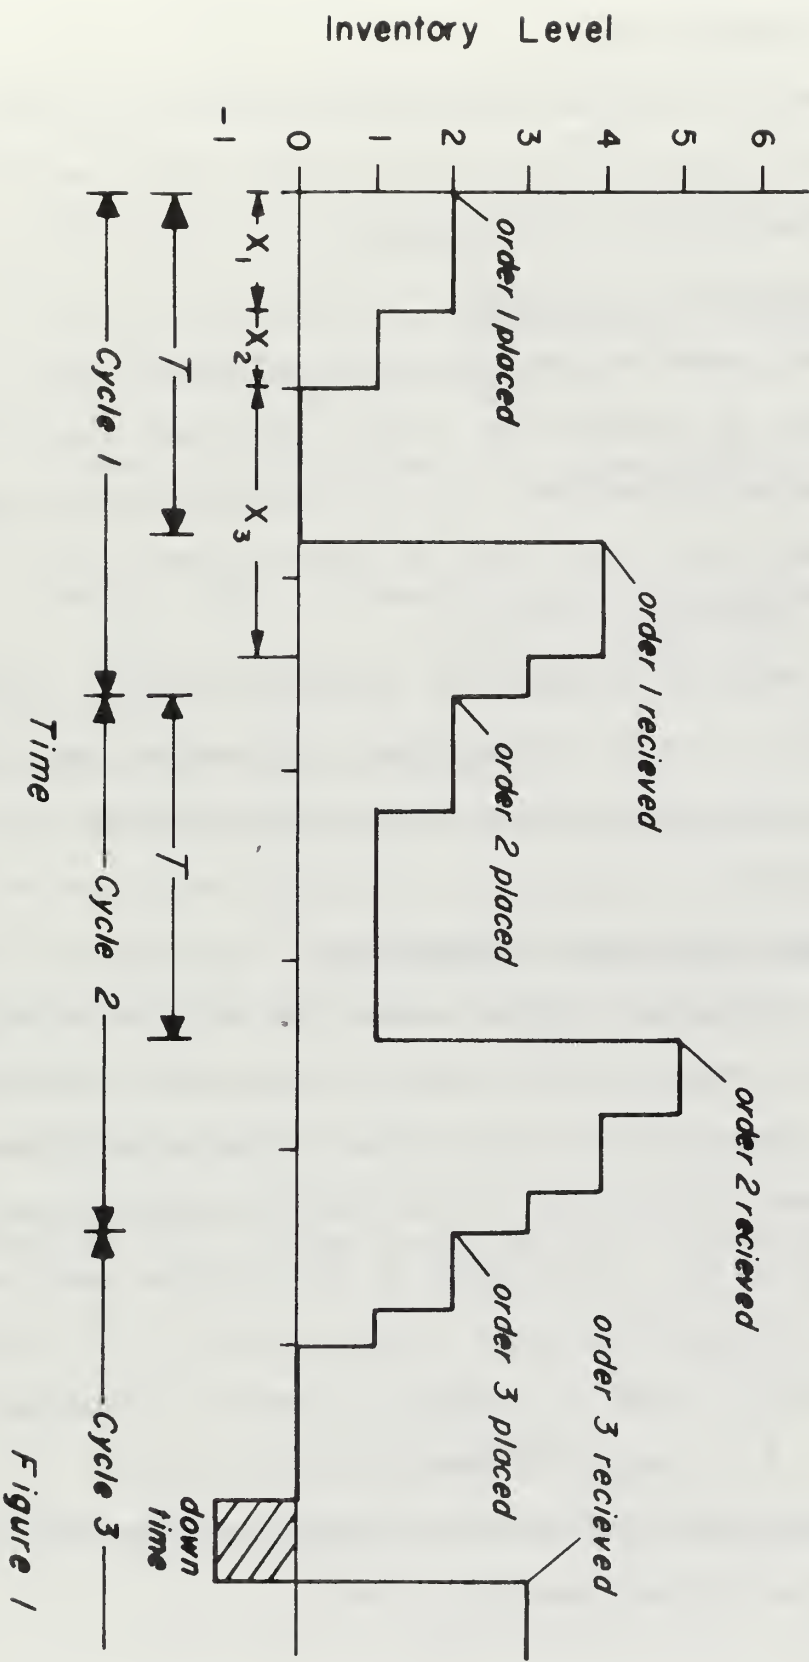 Inventory Level
6
5
4
3
2
1
0
-1
order 1 placed
order 1 recieved
order 2 placed
order 2 recieved
order 3 placed
order 3 recieved
X1
X2
X3
T
T
down
time
Cycle 1
Cycle 2
Cycle 3
Time
Figure 1